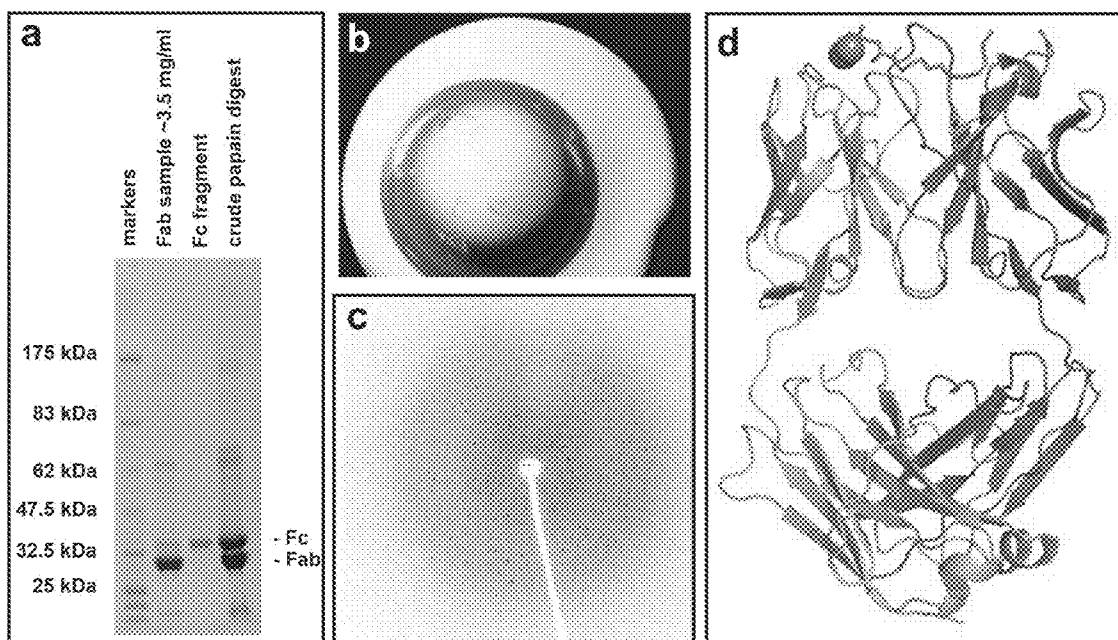 a
markers
Fab sample ~3.5 mg/ml
Fc fragment
crude papain digest
175 kDa
83 kDa
62 kDa
47.5 kDa
32.5 kDa
25 kDa
- Fc
- Fab
b
c
d